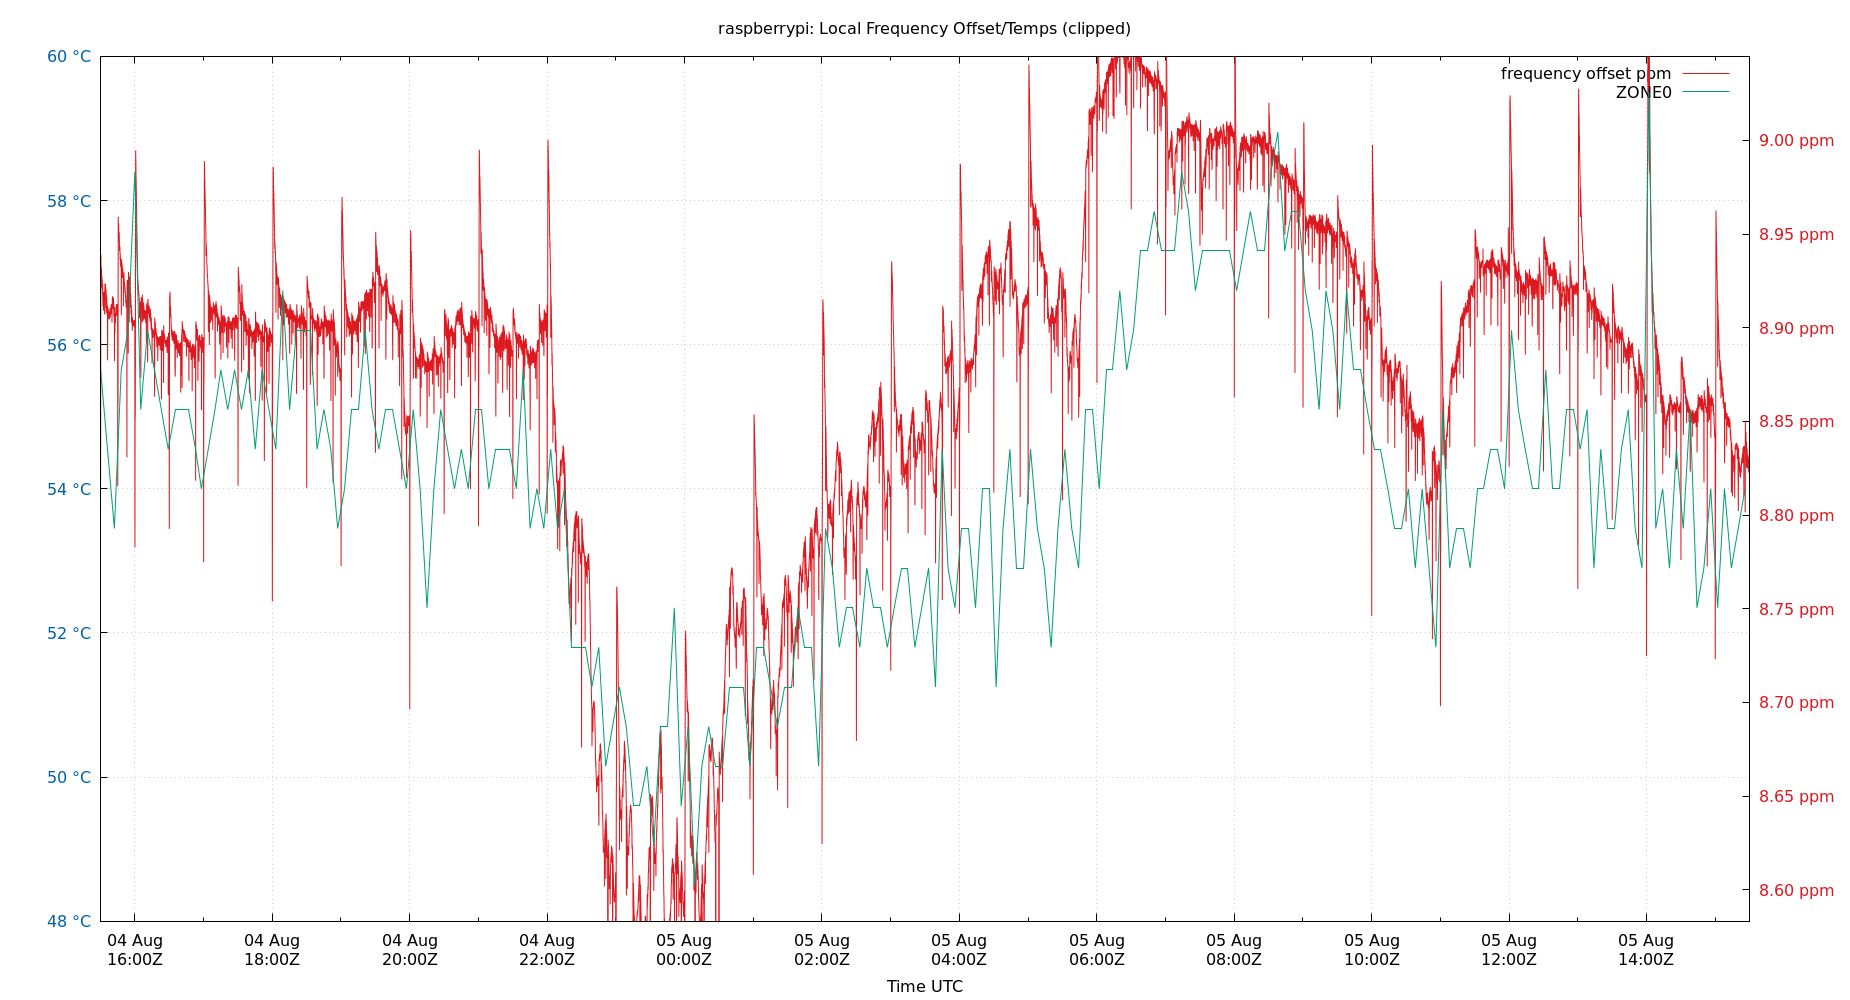 raspberrypi: Local Frequency Offset/Temps (clipped)
60 °C
58 °C
56 °C
54 °C
52 °C
50 °C
48 °C
frequency offset ppm
ZONE0
9.00 ppm
8.95 ppm
8.90 ppm
8.85 ppm
8.80 ppm
8.75 ppm
8.70 ppm
8.65 ppm
8.60 ppm
04 Aug 04 Aug 04 Aug 04 Aug 05 Aug 05 Aug 05 Aug 05 Aug 05 Aug 05 Aug 05 Aug 05 Aug
16:00Z 18:00Z 20:00Z 22:00Z 00:00Z 02:00Z 04:00Z 06:00Z 08:00Z 10:00Z 12:00Z 14:00Z
Time UTC